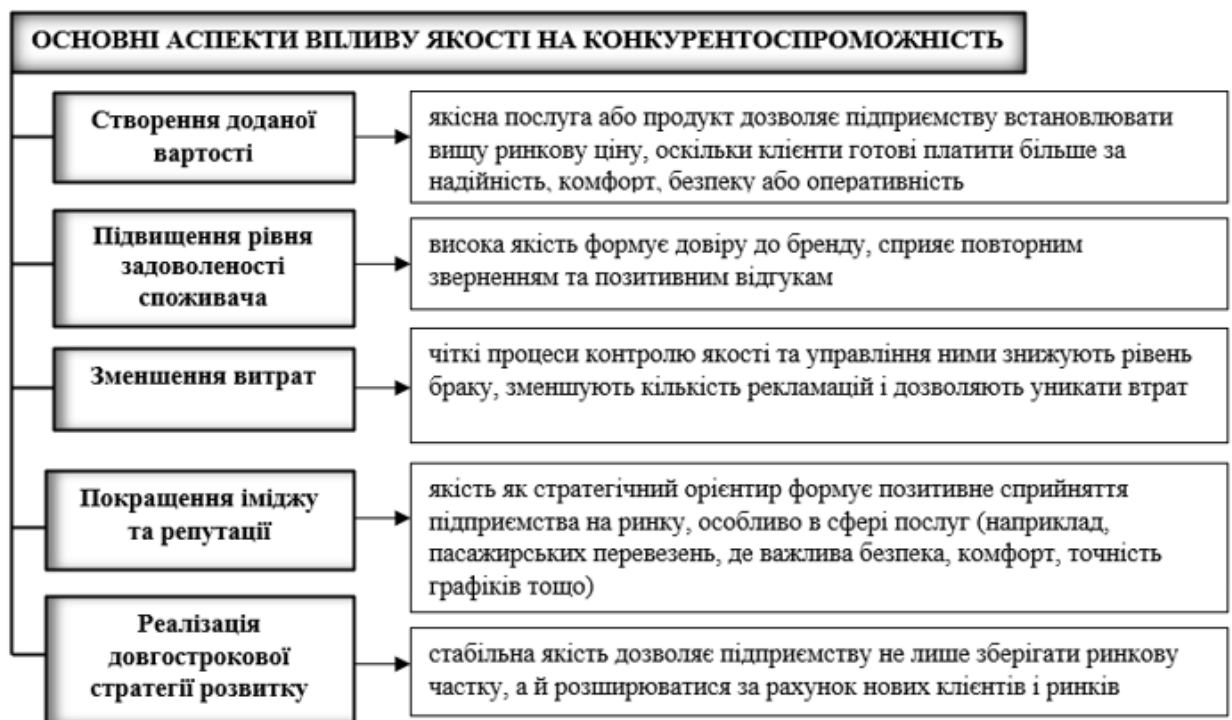 ОСНОВНІ АСПЕКТИ ВПЛИВУ ЯКОСТІ НА КОНКУРЕНТОСПРОМОЖНІСТЬ
Створення доданої
вартості
якісна послуга або продукт дозволяє підприємству встановлювати
вищу ринкову ціну, оскільки клієнти готові платити більше за
надійність, комфорт, безпеку або оперативність
Підвищення рівня
задоволеності
споживача
висока якість формує довіру до бренду, сприяє повторним
зверненням та позитивним відгукам
Зменшення витрат
чіткі процеси контролю якості та управління ними знижують рівень
браку, зменшують кількість рекламацій і дозволяють уникати втрат
Покращення іміджу
та репутації
якість як стратегічний орієнтир формує позитивне сприйняття
підприємства на ринку, особливо в сфері послуг (наприклад,
пасажирських перевезень, де важлива безпека, комфорт, точність
графіків тощо)
Реалізація
довгострокової
стратегії розвитку
стабільна якість дозволяє підприємству не лише зберігати ринкову
частку, а й розширюватися за рахунок нових клієнтів і ринків